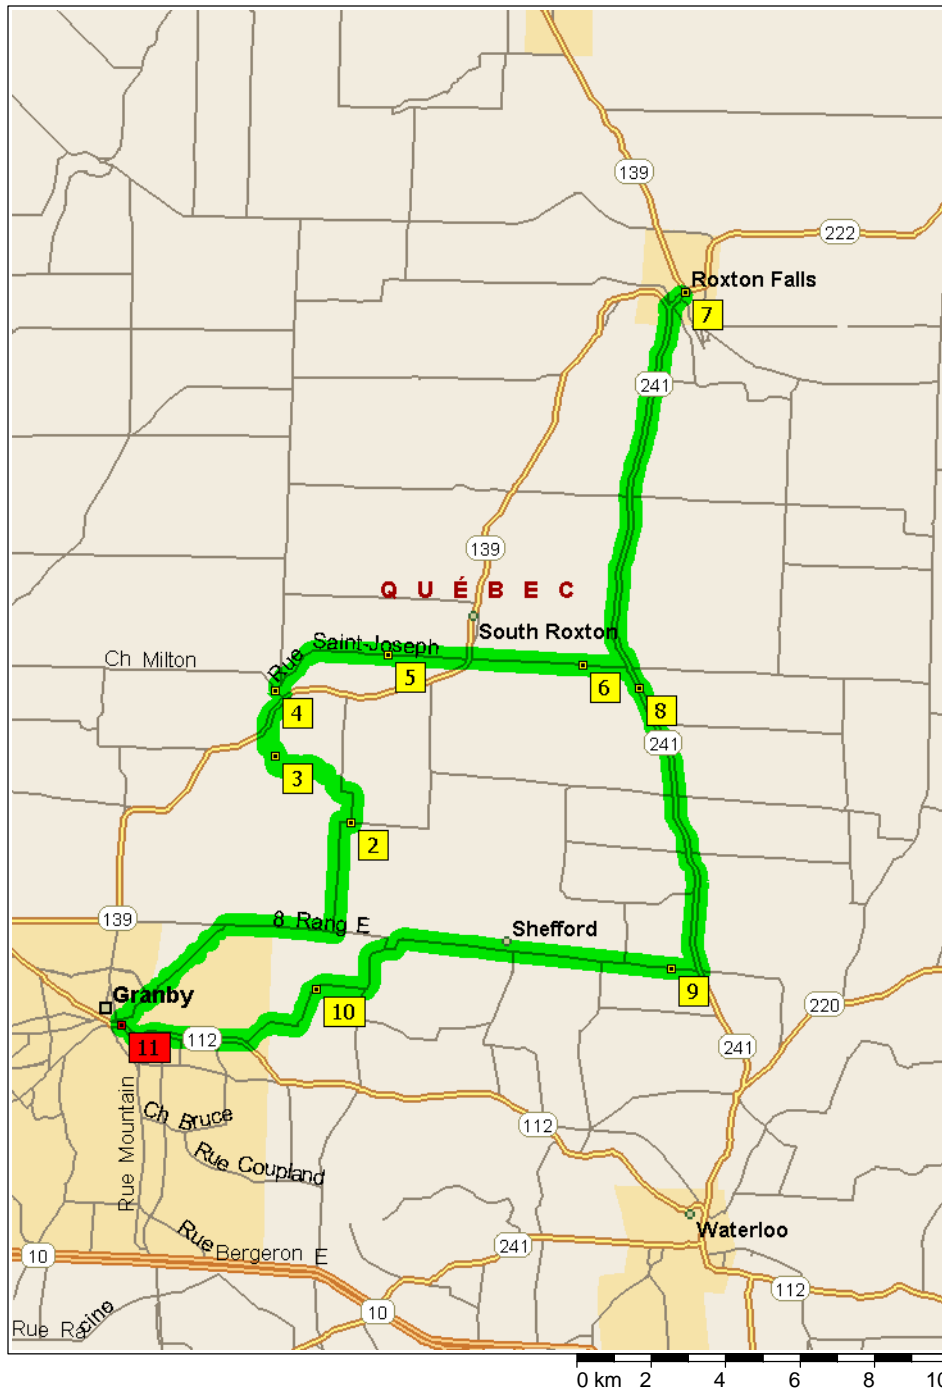 139
222
Roxton Falls
7
241
139
QUÉBEC
South Roxton
Rue Saint-Joseph
Ch Milton
5
6
4
8
241
3
2
139
8 Rang E
Shefford
9
Granby
10
220
11
112
241
Rue Mountain
Ch Bruce
112
Rue Coupland
Waterloo
Rue Bergeron E
241
10
112
10
Rue Racine
0 km 2 4 6 8 10